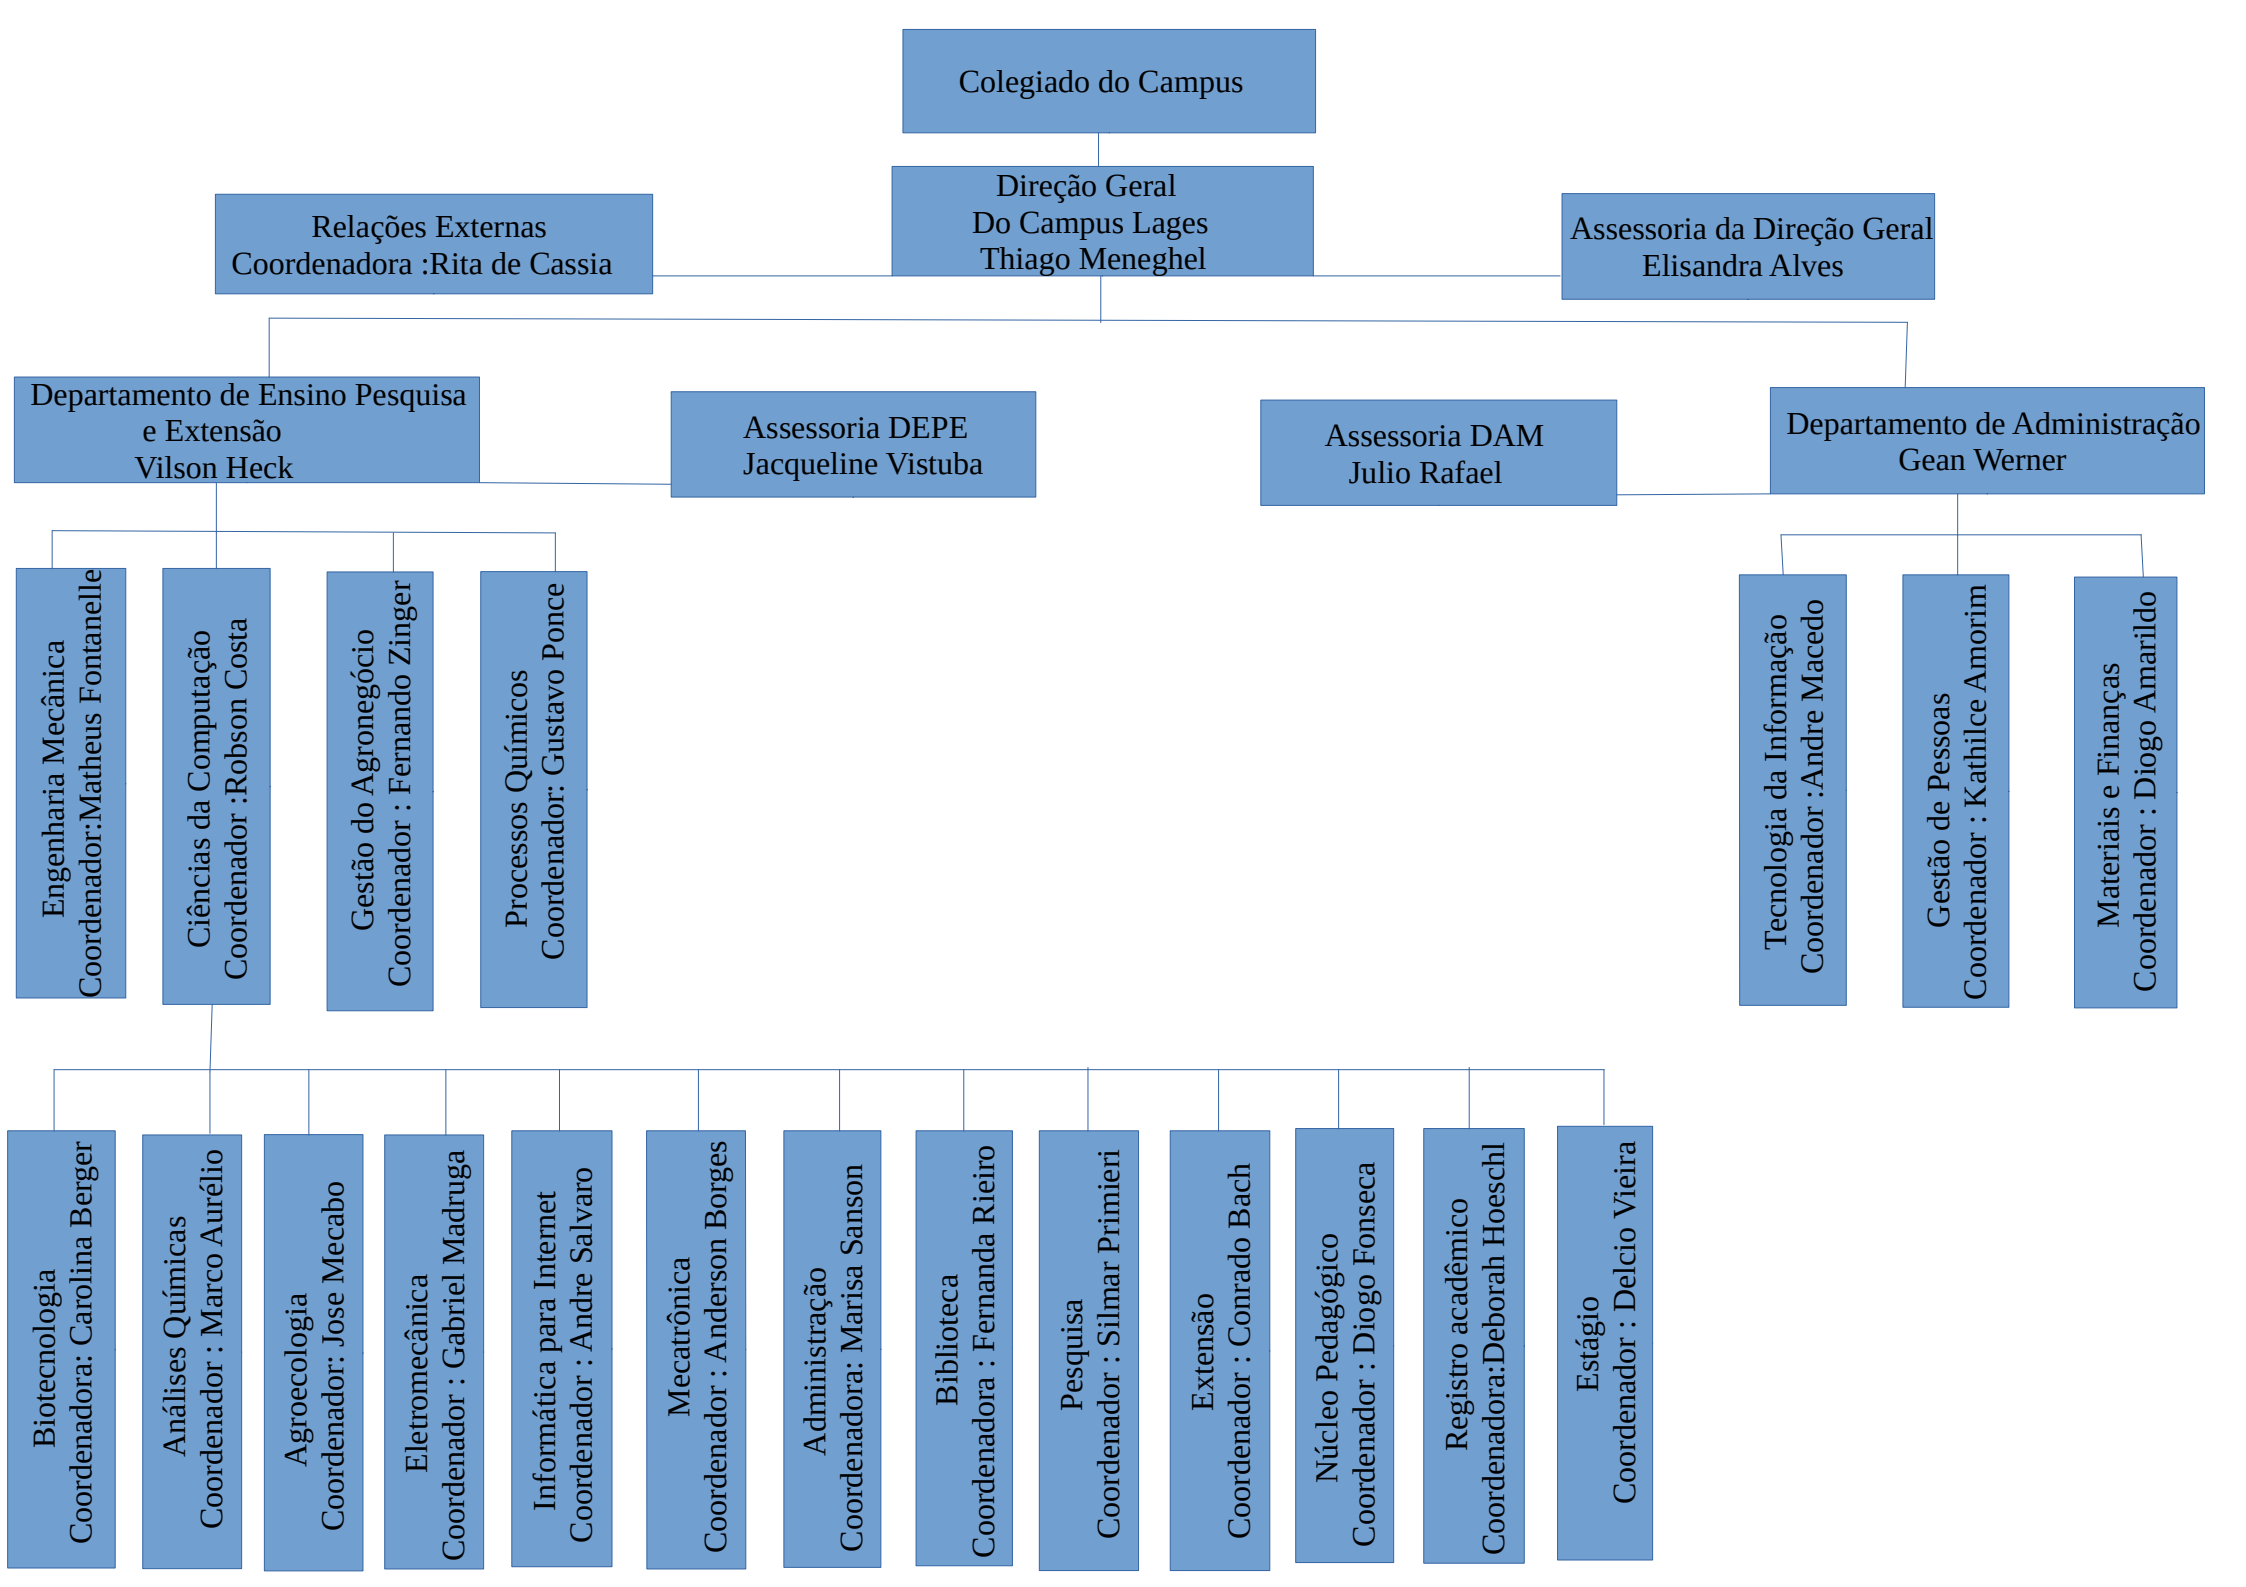 Colegiado do Campus
Direção Geral
Do Campus Lages
Thiago Meneghel
Relações Externas
Coordenadora :Rita de Cassia
Assessoria da Direção Geral
Elisandra Alves
Departamento de Ensino Pesquisa
e Extensão
Vilson Heck
Assessoria DEPE
Jacqueline Vistuba
Assessoria DAM
Julio Rafael
Departamento de Administração
Gean Werner
Engenharia Mecânica
Coordenador:Matheus Fontanelle
Ciências da Computação
Coordenador :Robson Costa
Gestão do Agronegócio
Coordenador : Fernando Zinger
Processos Químicos
Coordenador: Gustavo Ponce
Tecnologia da Informação
Coordenador :Andre Macedo
Gestão de Pessoas
Coordenador : Kathilce Amorim
Materiais e Finanças
Coordenador : Diogo Amarildo
Biotecnologia
Coordenadora: Carolina Berger
Análises Químicas
Coordenador : Marco Aurélio
Agroecologia
Coordenador: Jose Mecabo
Eletromecânica
Coordenador : Gabriel Madruga
Informática para Internet
Coordenador : Andre Salvaro
Mecatrônica
Coordenador : Anderson Borges
Administração
Coordenadora: Marisa Sanson
Biblioteca
Coordenadora : Fernanda Rieiro
Pesquisa
Coordenador : Silmar Primieri
Extensão
Coordenador : Conrado Bach
Núcleo Pedagógico
Coordenador : Diogo Fonseca
Registro acadêmico
Coordenadora:Deborah Hoeschl
Estágio
Coordenador : Delcio Vieira